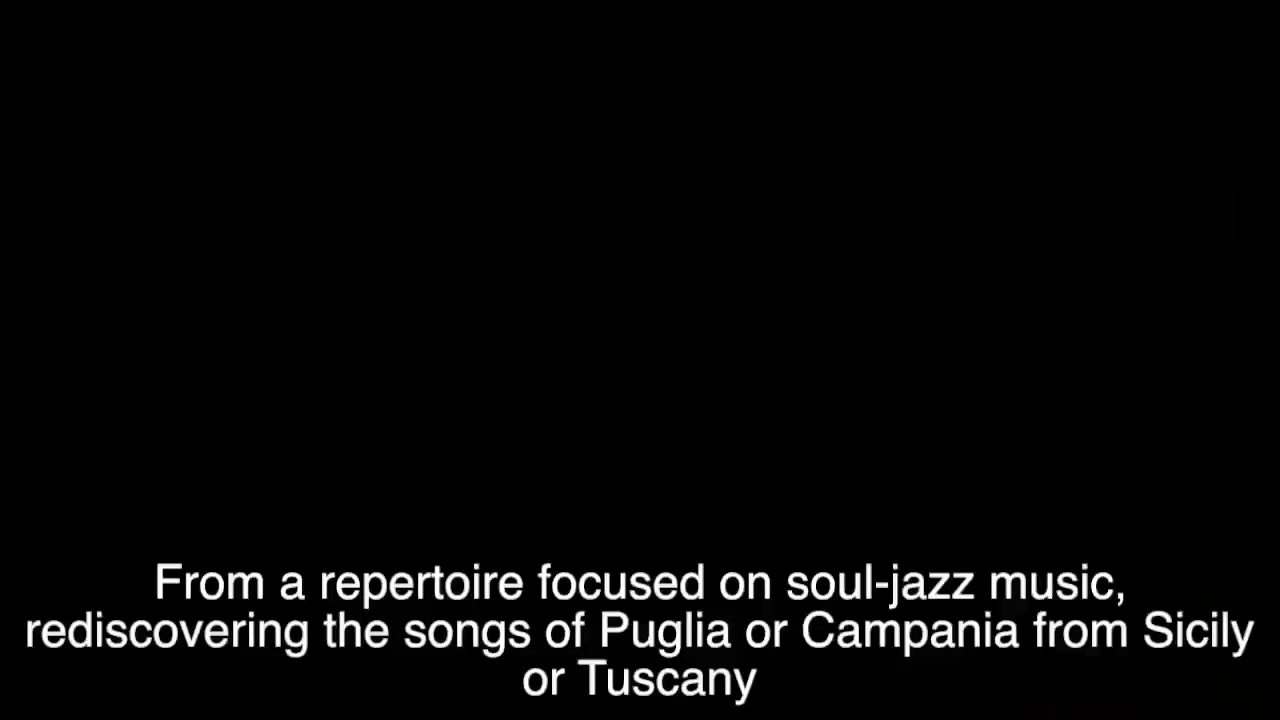 From a repertoire focused on soul-jazz music,
rediscovering the songs of Puglia or Campania from Sicily
or Tuscany